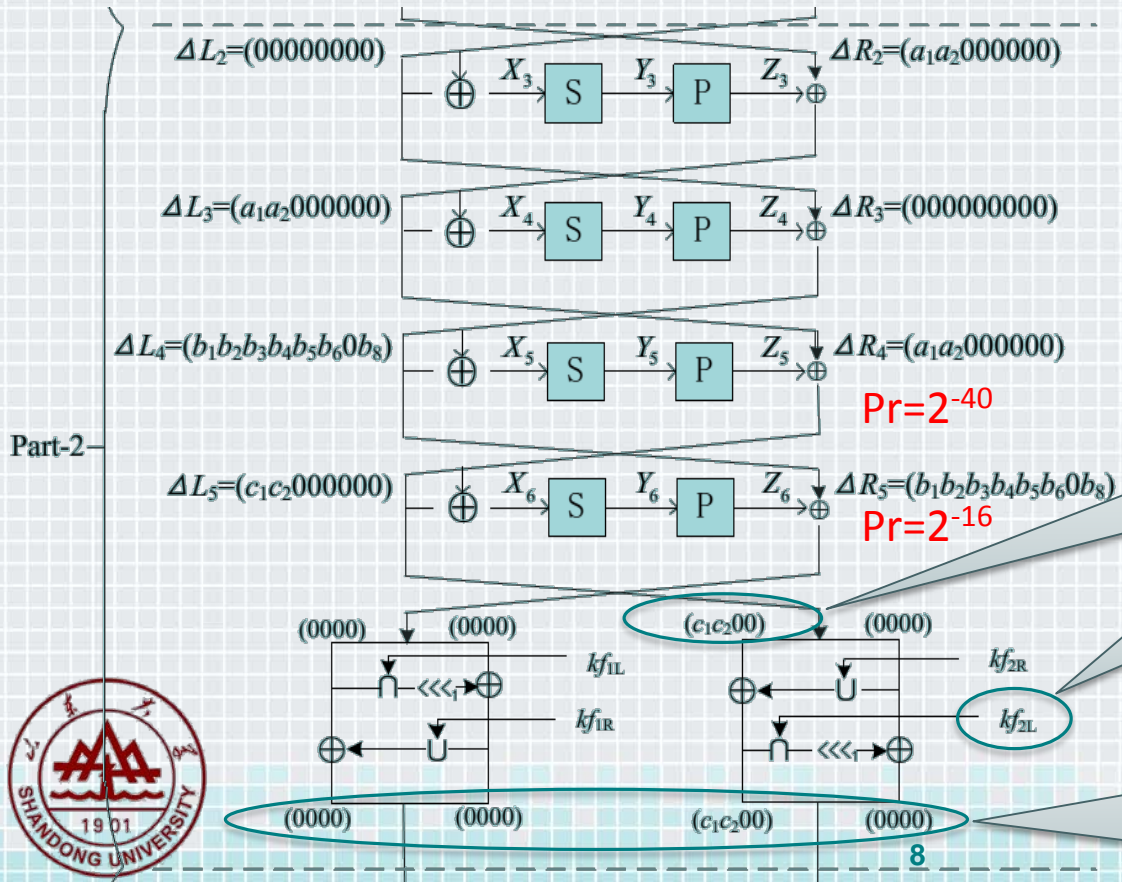 ΔL₂=(00000000)
ΔR₂=(a₁a₂000000)
X₃ S Y₃ P Z₃
ΔL₃=(a₁a₂000000)
ΔR₃=(000000000)
X₄ S Y₄ P Z₄
ΔL₄=(b₁b₂b₃b₄b₅b₆0b₈)
ΔR₄=(a₁a₂000000)
X₅ S Y₅ P Z₅
Pr=2⁻⁴⁰
Part-2
ΔL₅=(c₁c₂000000)
ΔR₅=(b₁b₂b₃b₄b₅b₆0b₈)
X₆ S Y₆ P Z₆
Pr=2⁻¹⁶
(0000) (0000) (c₁c₂00) (0000)
kf₁L
kf₂R
∩ <<<₁
∪
kf₁R
kf₂L
∪
∩ <<<₁
(0000) (0000) (c₁c₂00) (0000)
8
1901
SHANDONG UNIVERSITY